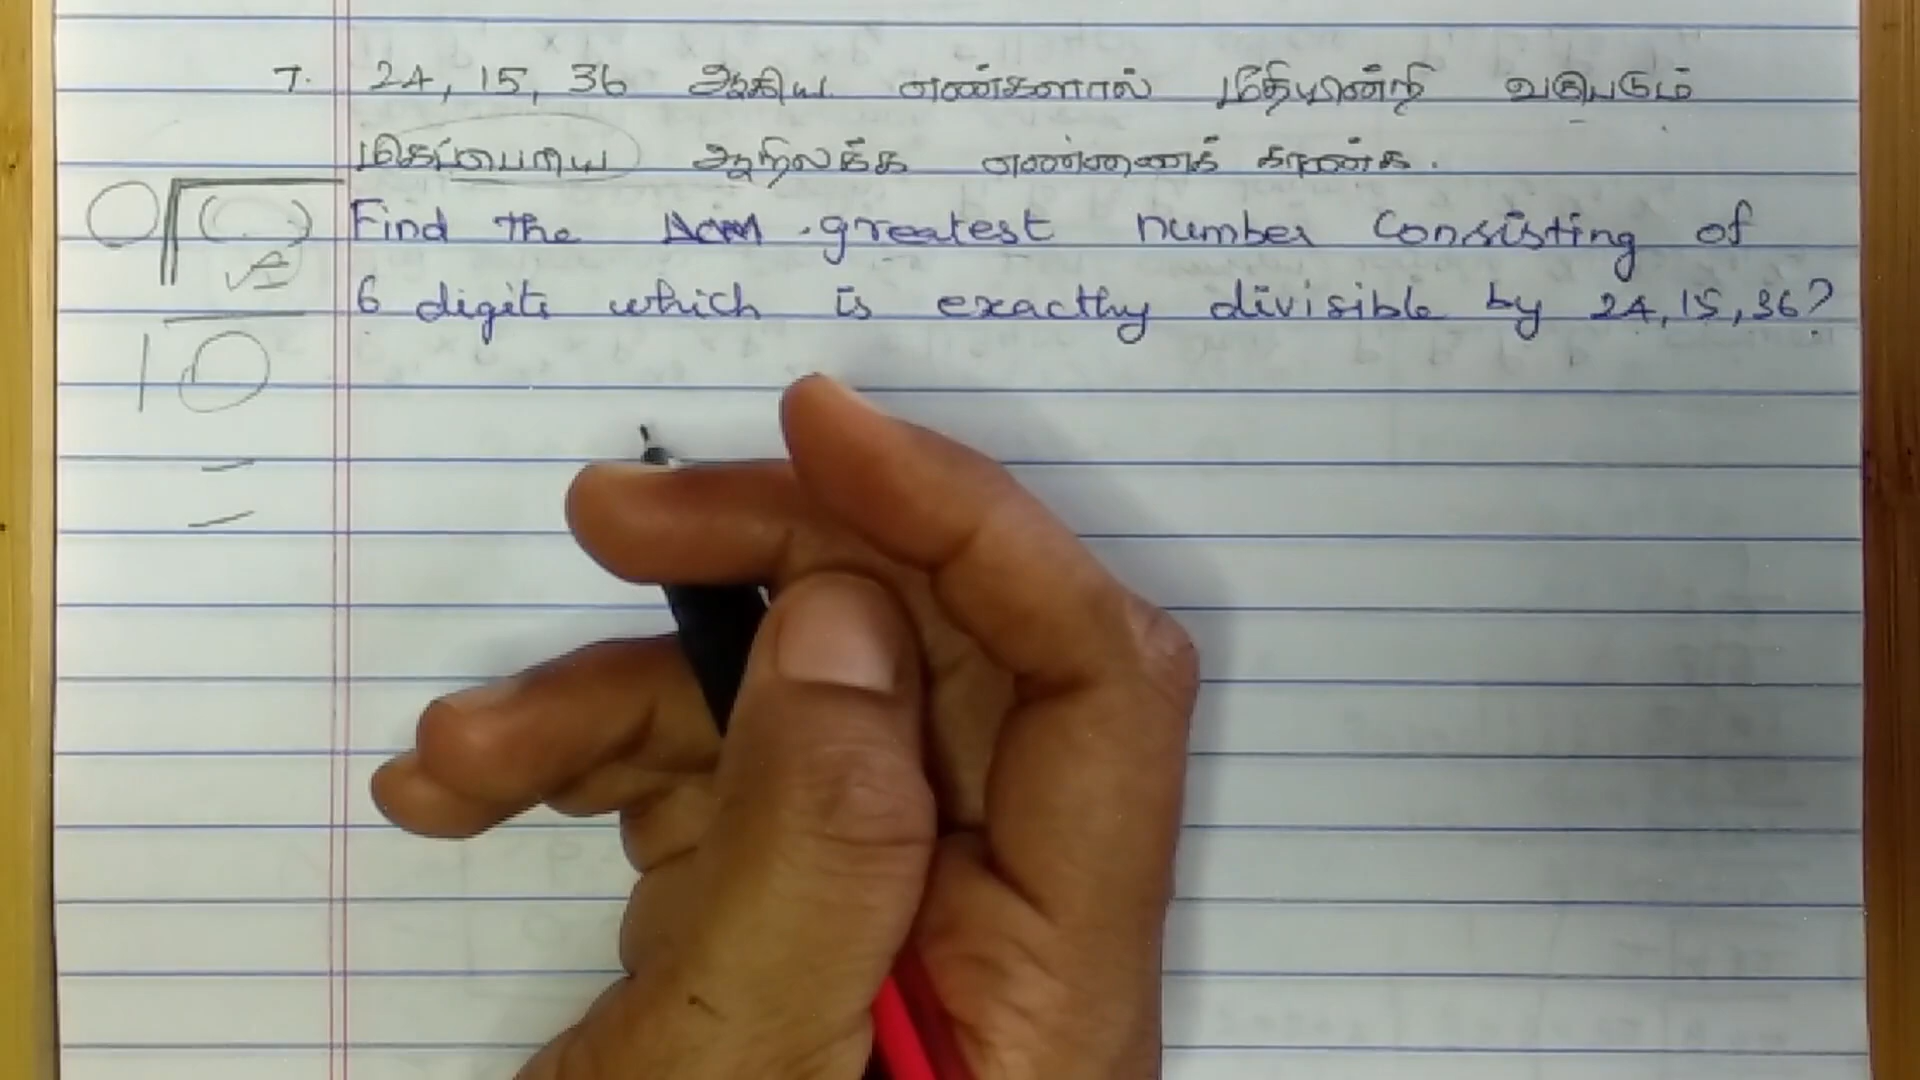 7. 24, 15, 36 ஆகிய எண்களால் மீதியின்றி வகுபடும்
மிகப்பெரிய ஆறிலக்க எண்ணைக் காண்க.
Find the greatest number consisting of
6 digits which is exactly divisible by 24, 15, 36?